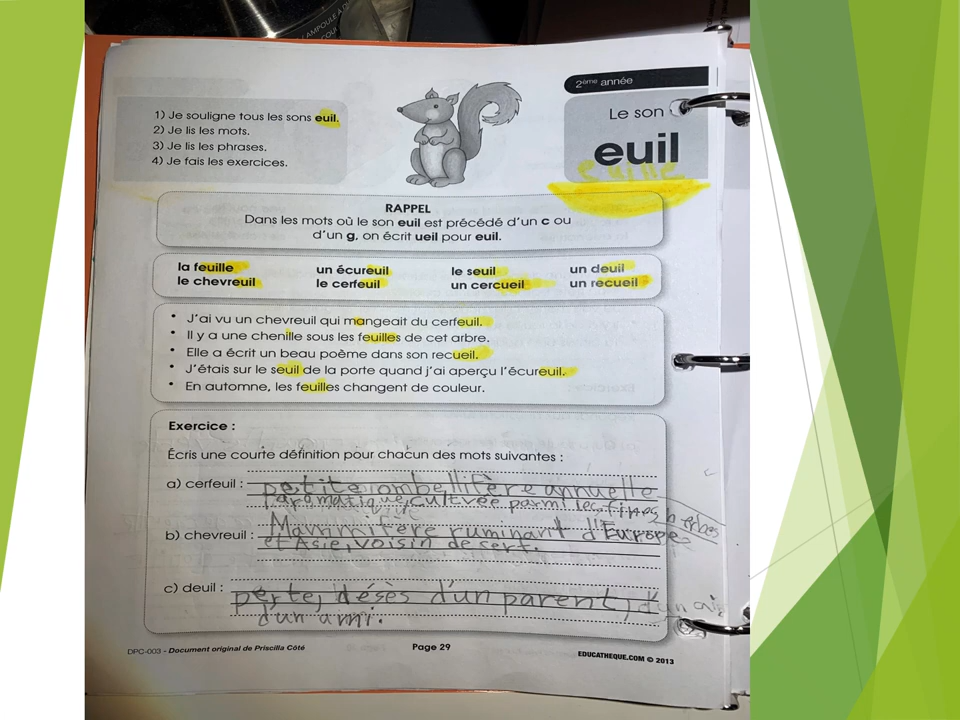 LAMPOULE À
2ème année
1) Je souligne tous les sons euil.
2) Je lis les mots.
3) Je lis les phrases.
4) Je fais les exercices.
Le son
euil
RAPPEL
Dans les mots où le son euil est précédé d'un c ou
d'un g, on écrit ueil pour euil.
la feuille un écureuil le seuil un deuil
le chevreuil le cerfeuil un cercueil un recueil
• J'ai vu un chevreuil qui mangeait du cerfeuil.
• Il y a une chenille sous les feuilles de cet arbre.
• Elle a écrit un beau poème dans son recueil.
• J'étais sur le seuil de la porte quand j'ai aperçu l'écureuil.
• En automne, les feuilles changent de couleur.
Exercice :
Écris une courte définition pour chacun des mots suivantes :
a) cerfeuil : petite ombellifère annuelle
aromatique, cultvée parmi les fines herbes
b) chevreuil : Mammifère ruminant d'Europe
et Asie, voisin de serf.
c) deuil : perte, désès d'un parent, d'un
d'un ami.
DPC-003 - Document original de Priscilla Côté
Page 29
EDUCATHEQUE.COM © 2013